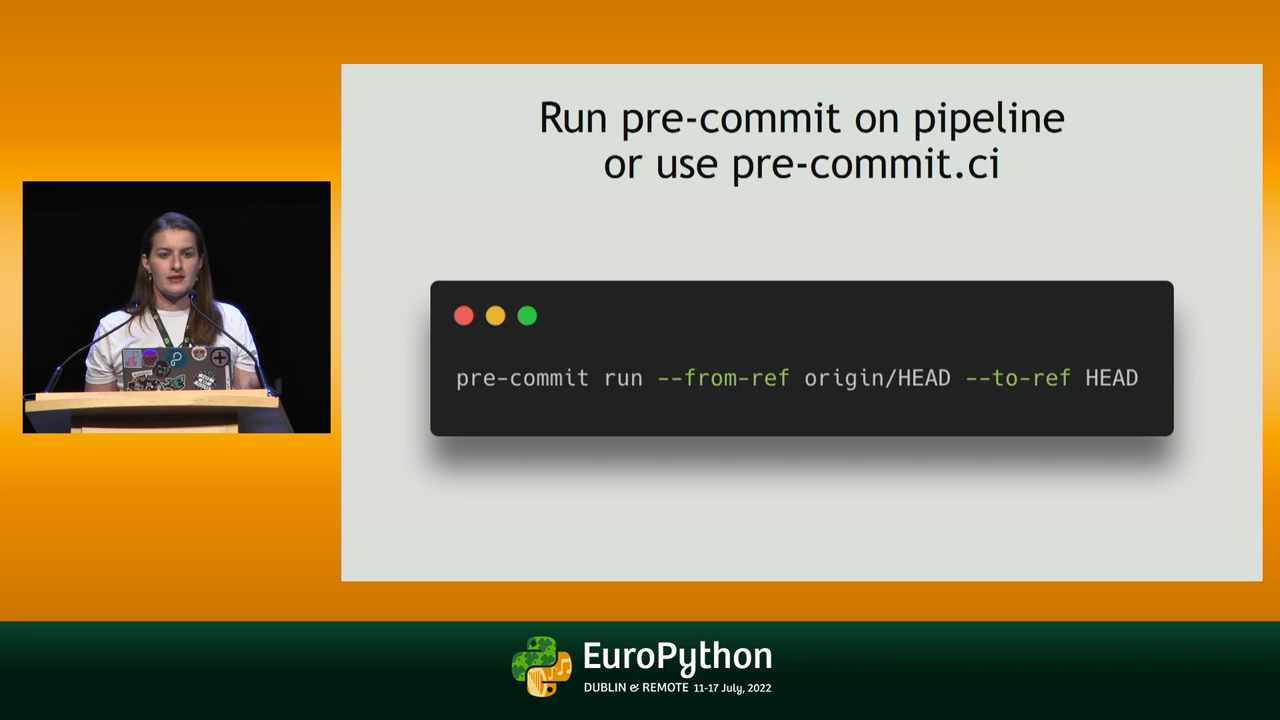 Run pre-commit on pipeline
or use pre-commit.ci
pre-commit run --from-ref origin/HEAD --to-ref HEAD
EuroPython
DUBLIN & REMOTE 11-17 July, 2022